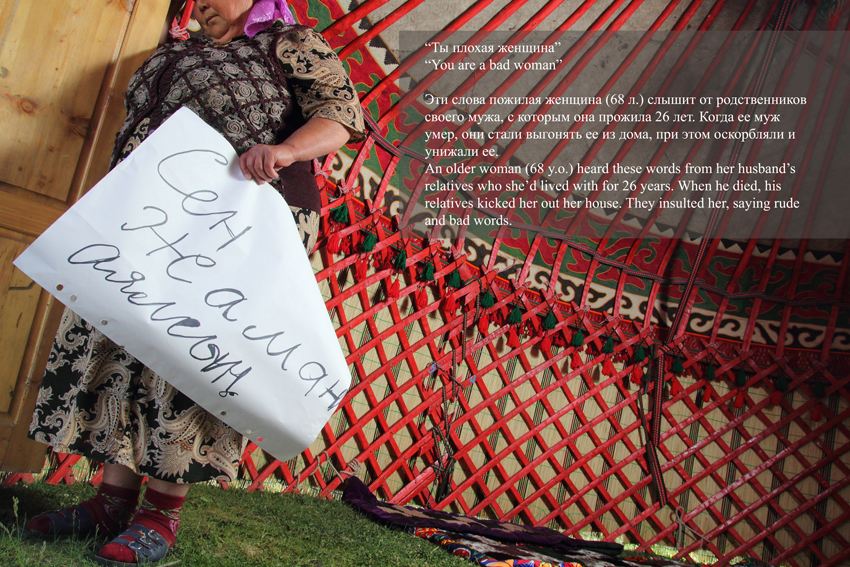 “Ты плохая женщина”
“You are a bad woman”
Эти слова пожилая женщина (68 л.) слышит от родственников
своего мужа, с которым она прожила 26 лет. Когда ее муж
умер, они стали выгонять ее из дома, при этом оскорбляли и
унижали ее.
An older woman (68 y.o.) heard these words from her husband’s
relatives who she’d lived with for 26 years. When he died, his
relatives kicked her out her house. They insulted her, saying rude
and bad words.
Сен
Жаман